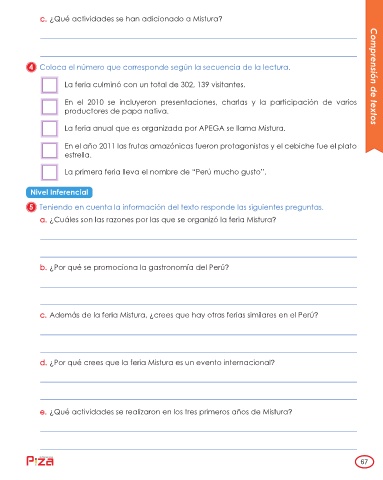 c. ¿Qué actividades se han adicionado a Mistura?
Comprensión de textos
4 Coloca el número que corresponde según la secuencia de la lectura.
La feria culminó con un total de 302, 139 visitantes.
En el 2010 se incluyeron presentaciones, charlas y la participación de varios
productores de papa nativa.
La feria anual que es organizada por APEGA se llama Mistura.
En el año 2011 las frutas amazónicas fueron protagonistas y el cebiche fue el plato
estrella.
La primera feria lleva el nombre de “Perú mucho gusto”.
Nivel Inferencial
5 Teniendo en cuenta la información del texto responde las siguientes preguntas.
a. ¿Cuáles son las razones por las que se organizó la feria Mistura?
b. ¿Por qué se promociona la gastronomía del Perú?
c. Además de la feria Mistura, ¿crees que hay otras ferias similares en el Perú?
d. ¿Por qué crees que la feria Mistura es un evento internacional?
e. ¿Qué actividades se realizaron en los tres primeros años de Mistura?
67